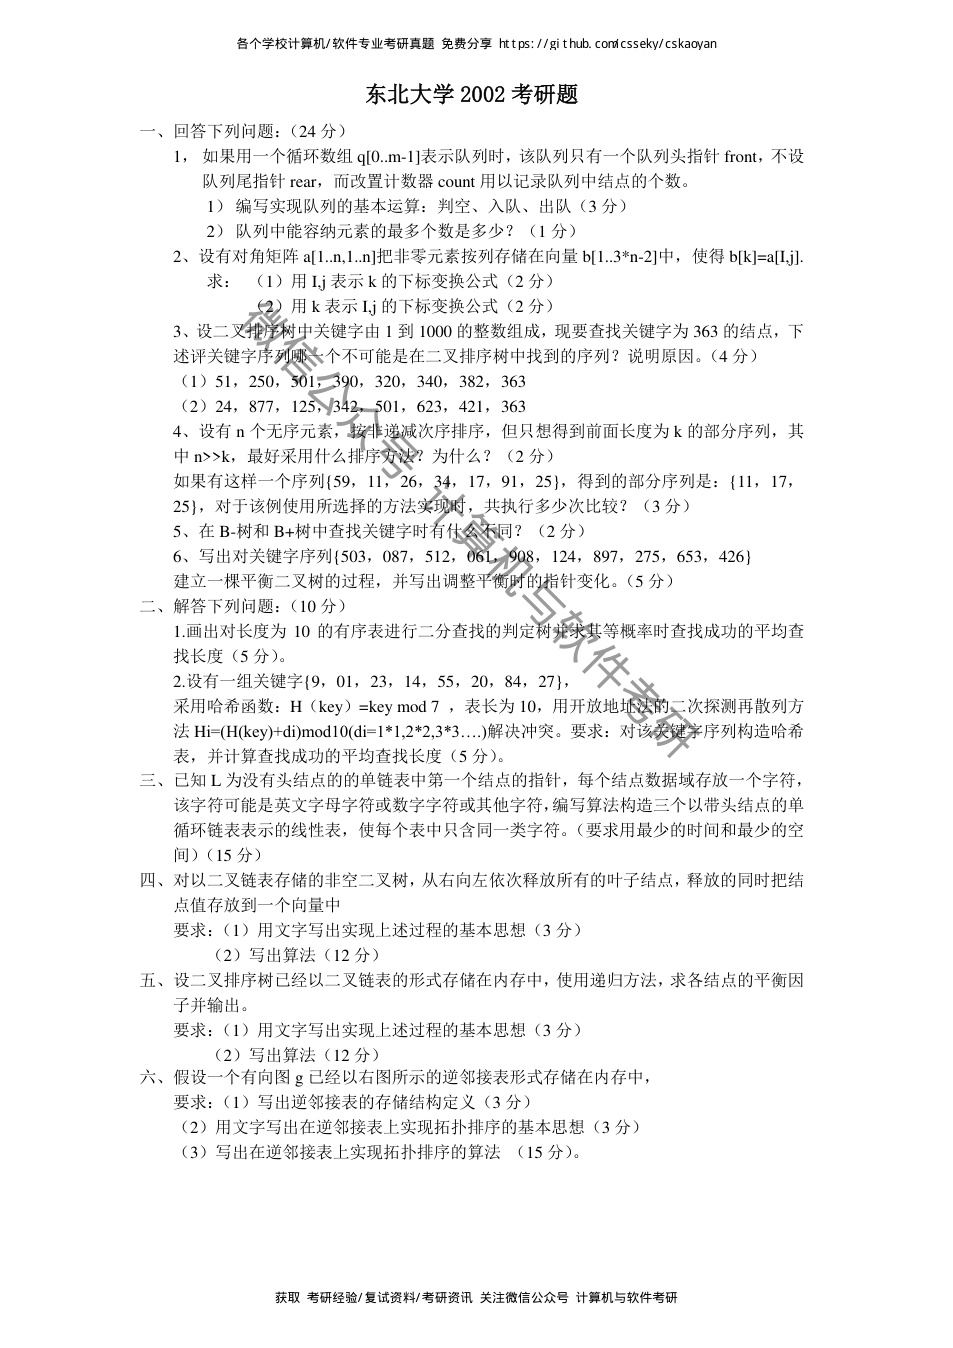 各个学校计算机/软件专业考研真题 免费分享 https://github.com/csseky/cskaoyan
东北大学 2002 考研题
一、回答下列问题：（24 分）
1， 如果用一个循环数组 q[0..m-1]表示队列时，该队列只有一个队列头指针 front，不设
队列尾指针 rear，而改置计数器 count 用以记录队列中结点的个数。
1） 编写实现队列的基本运算：判空、入队、出队（3 分）
2） 队列中能容纳元素的最多个数是多少？（1 分）
2、设有对角矩阵 a[1..n,1..n]把非零元素按列存储在向量 b[1..3*n-2]中，使得 b[k]=a[I,j].
求： （1）用 I,j 表示 k 的下标变换公式（2 分）
（2）用 k 表示 I,j 的下标变换公式（2 分）
3、设二叉排序树中关键字由 1 到 1000 的整数组成，现要查找关键字为 363 的结点，下
述评关键字序列哪一个不可能是在二叉排序树中找到的序列？说明原因。（4 分）
（1）51，250，501，390，320，340，382，363
（2）24，877，125，342，501，623，421，363
4、设有 n 个无序元素，按非递减次序排序，但只想得到前面长度为 k 的部分序列，其
中 n>>k，最好采用什么排序方法？为什么？（2 分）
如果有这样一个序列{59，11，26，34，17，91，25}，得到的部分序列是：{11，17，
25}，对于该例使用所选择的方法实现时，共执行多少次比较？（3 分）
5、在 B-树和 B+树中查找关键字时有什么不同？（2 分）
6、写出对关键字序列{503，087，512，061，908，124，897，275，653，426}
建立一棵平衡二叉树的过程，并写出调整平衡时的指针变化。（5 分）
二、解答下列问题：（10 分）
1.画出对长度为 10 的有序表进行二分查找的判定树并求其等概率时查找成功的平均查
找长度（5 分）。
2.设有一组关键字{9，01，23，14，55，20，84，27}，
采用哈希函数：H（key）=key mod 7 ，表长为 10，用开放地址法的二次探测再散列方
法 Hi=(H(key)+di)mod10(di=1*1,2*2,3*3….)解决冲突。要求：对该关键字序列构造哈希
表，并计算查找成功的平均查找长度（5 分）。
三、已知 L 为没有头结点的的单链表中第一个结点的指针，每个结点数据域存放一个字符，
该字符可能是英文字母字符或数字字符或其他字符，编写算法构造三个以带头结点的单
循环链表表示的线性表，使每个表中只含同一类字符。（要求用最少的时间和最少的空
间）（15 分）
四、对以二叉链表存储的非空二叉树，从右向左依次释放所有的叶子结点，释放的同时把结
点值存放到一个向量中
要求：（1）用文字写出实现上述过程的基本思想（3 分）
（2）写出算法（12 分）
五、设二叉排序树已经以二叉链表的形式存储在内存中，使用递归方法，求各结点的平衡因
子并输出。
要求：（1）用文字写出实现上述过程的基本思想（3 分）
（2）写出算法（12 分）
六、假设一个有向图 g 已经以右图所示的逆邻接表形式存储在内存中，
要求：（1）写出逆邻接表的存储结构定义（3 分）
（2）用文字写出在逆邻接表上实现拓扑排序的基本思想（3 分）
（3）写出在逆邻接表上实现拓扑排序的算法 （15 分）。
微信公众号 计算机与软件考研
获取 考研经验/复试资料/考研资讯 关注微信公众号 计算机与软件考研